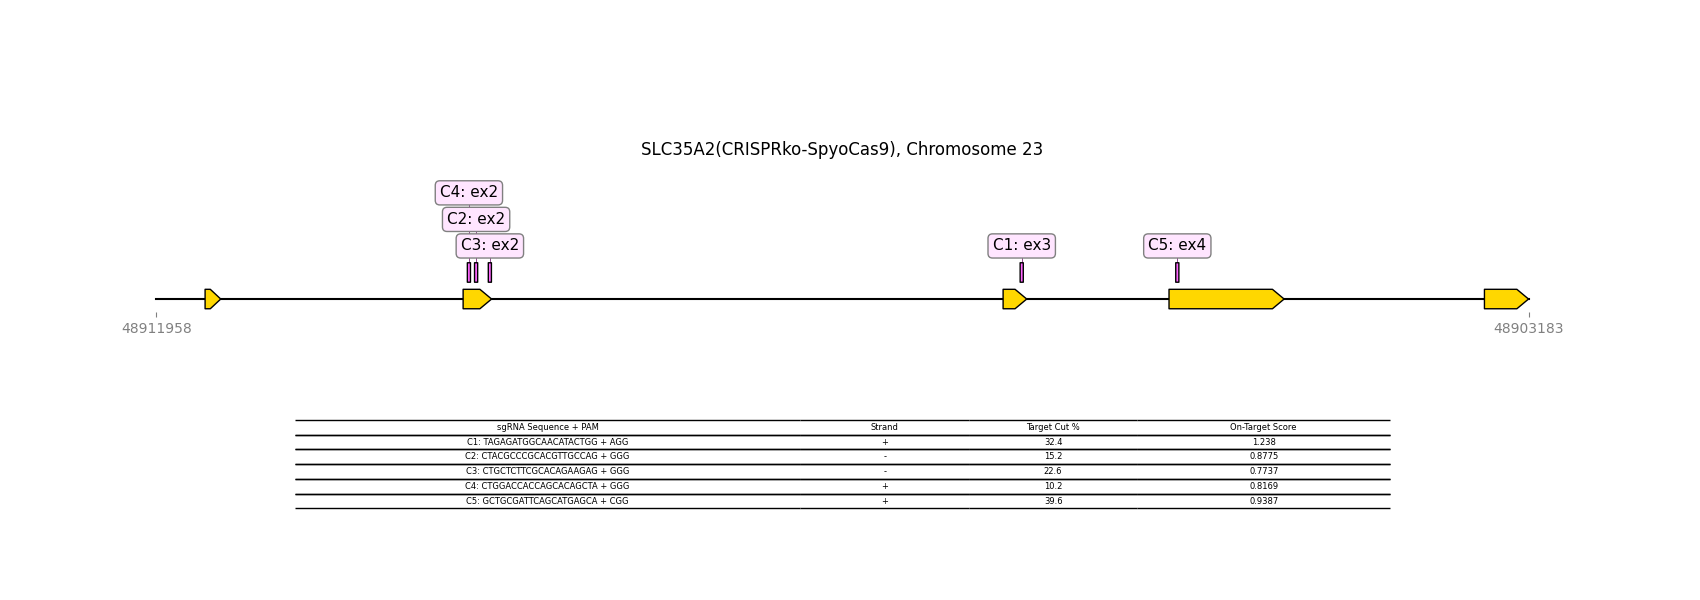 SLC35A2(CRISPRko-SpyoCas9), Chromosome 23
C4: ex2
C2: ex2
C3: ex2 C1: ex3 C5: ex4
48911958 48903183
sgRNA Sequence + PAM Strand Target Cut % On-Target Score
C1: TAGAGATGGCAACATACTGG + AGG + 32.4 1.238
C2: CTACGCCCGCACGTTGCCAG + GGG - 15.2 0.8775
C3: CTGCTCTTCGCACAGAAGAG + GGG - 22.6 0.7737
C4: CTGGACCACCAGCACAGCTA + GGG + 10.2 0.8169
C5: GCTGCGATTCAGCATGAGCA + CGG + 39.6 0.9387